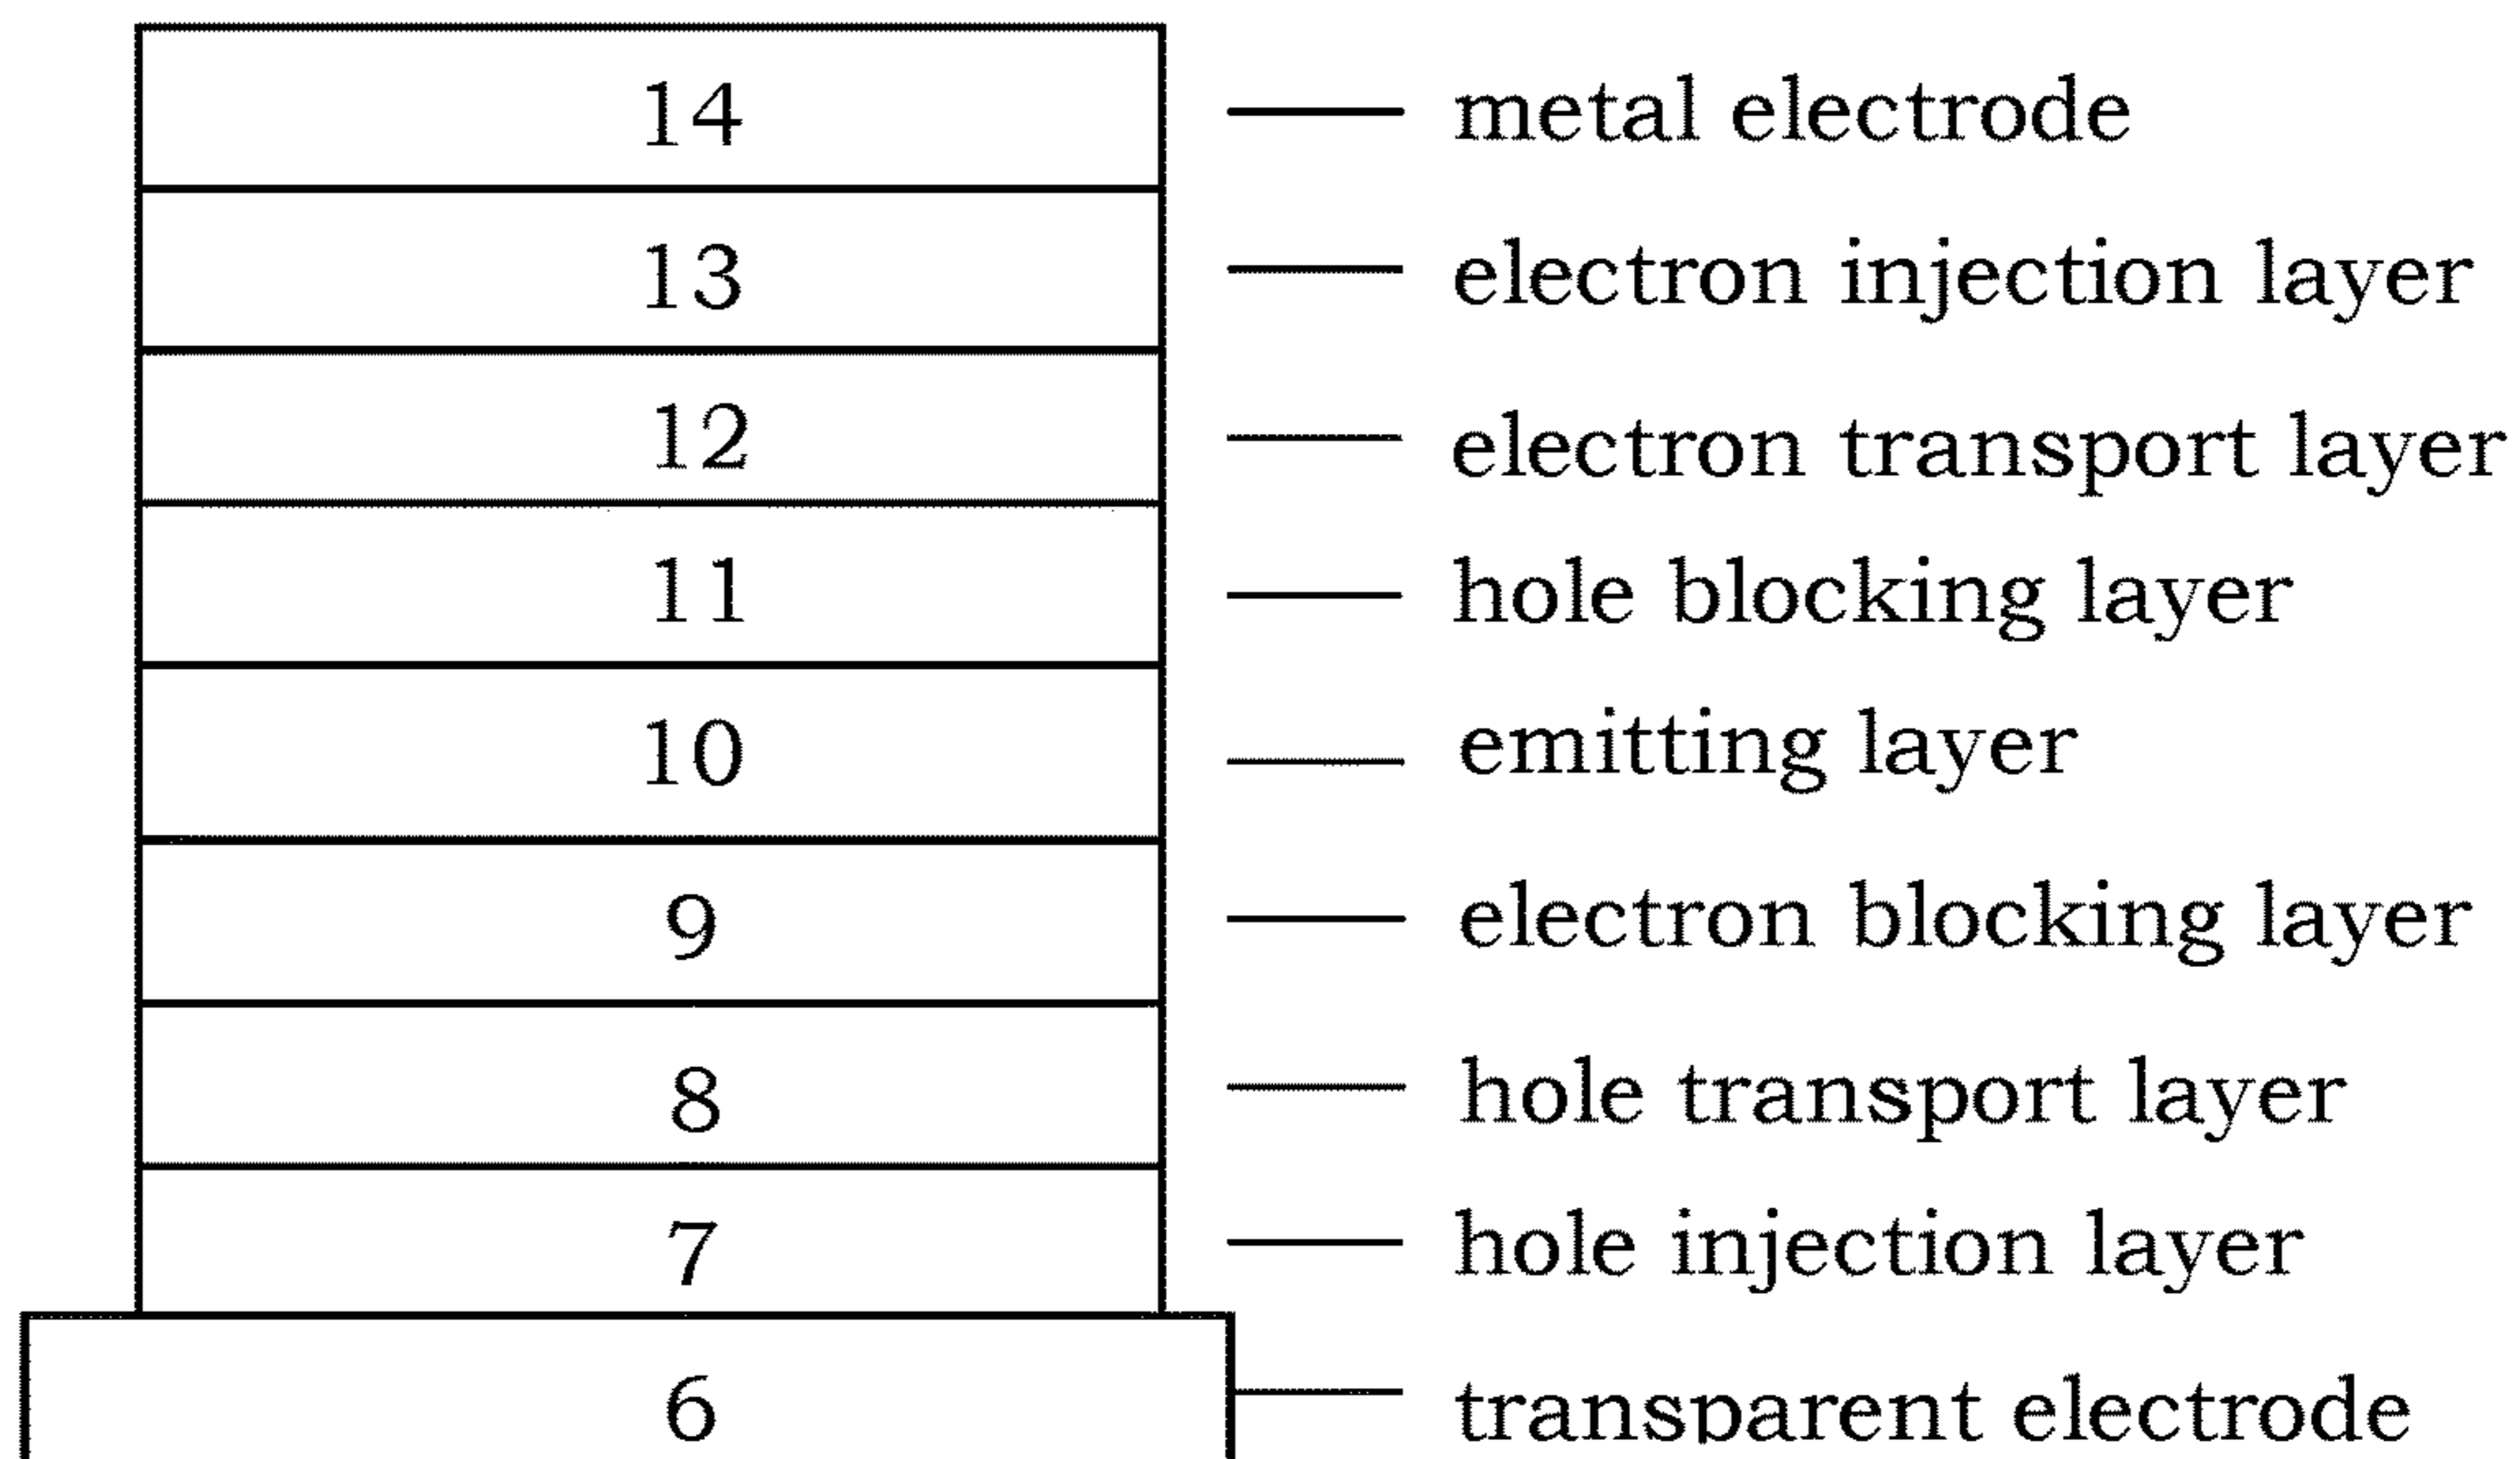 14 metal electrode
13 electron injection layer
12 electron transport layer
11 hole blocking layer
10 emitting layer
9 electron blocking layer
8 hole transport layer
7 hole injection layer
6 transparent electrode